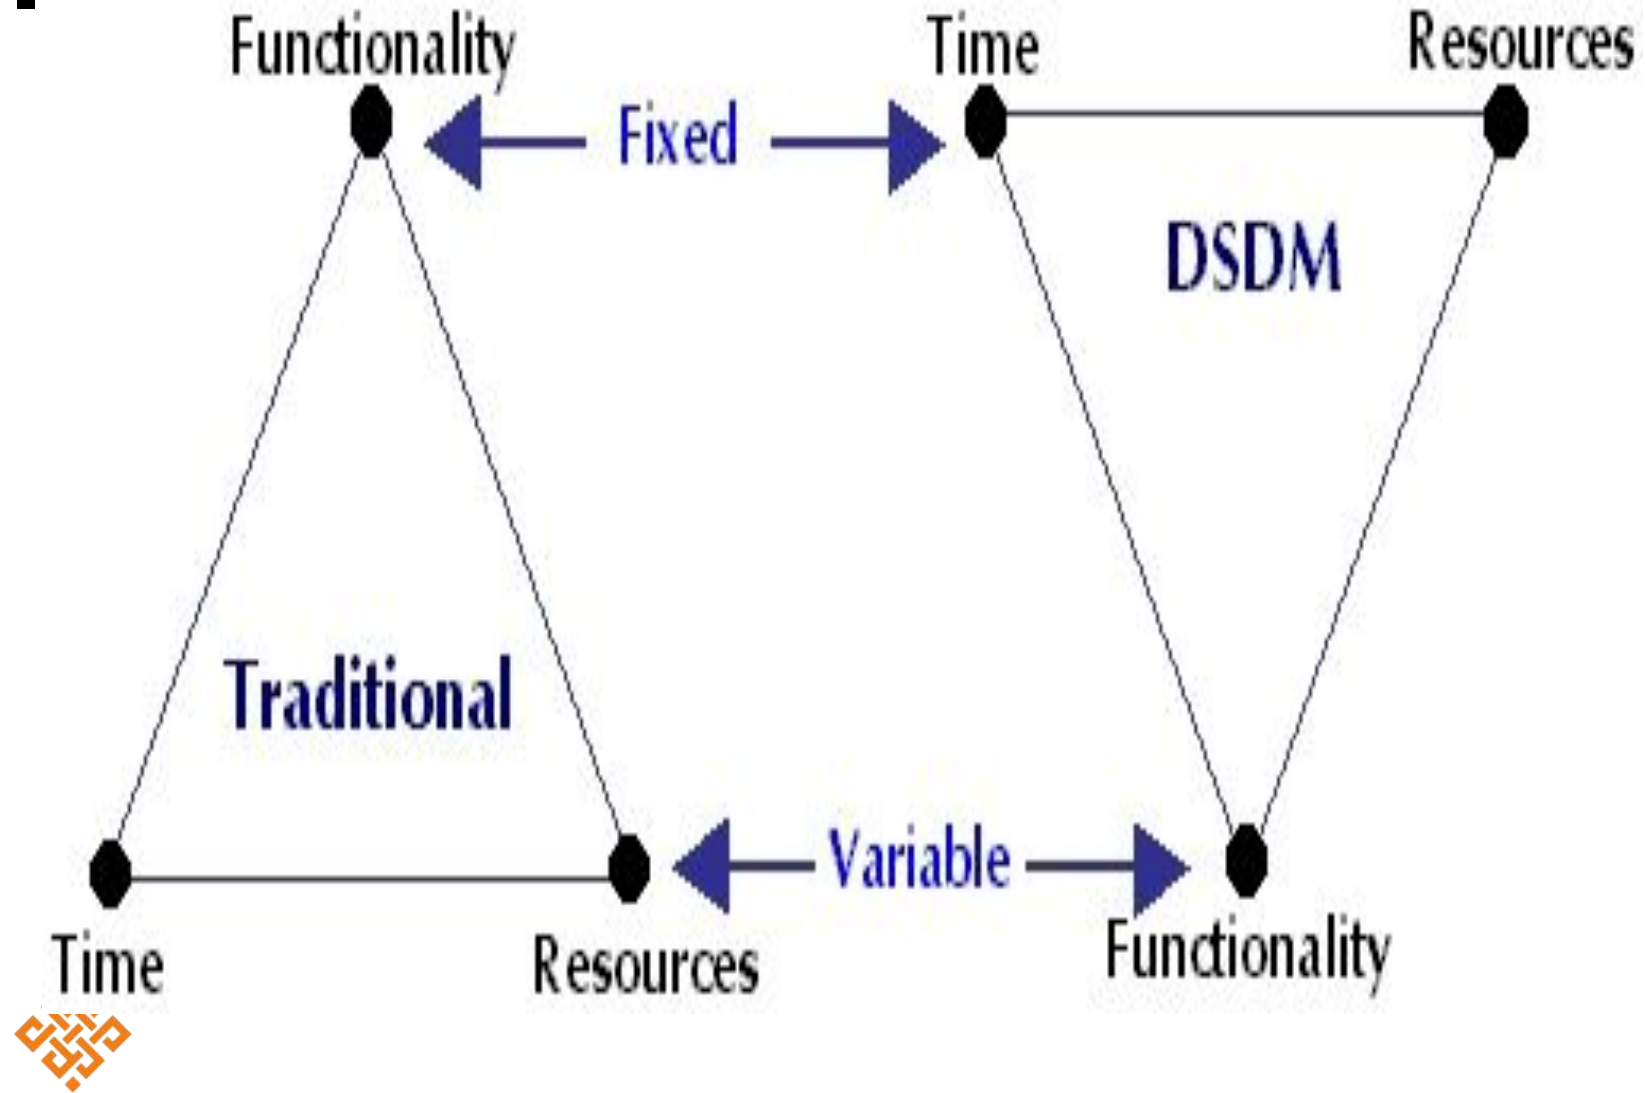 Functionality
Time
Resources
Fixed
DSDM
Traditional
Variable
Time
Resources
Functionality